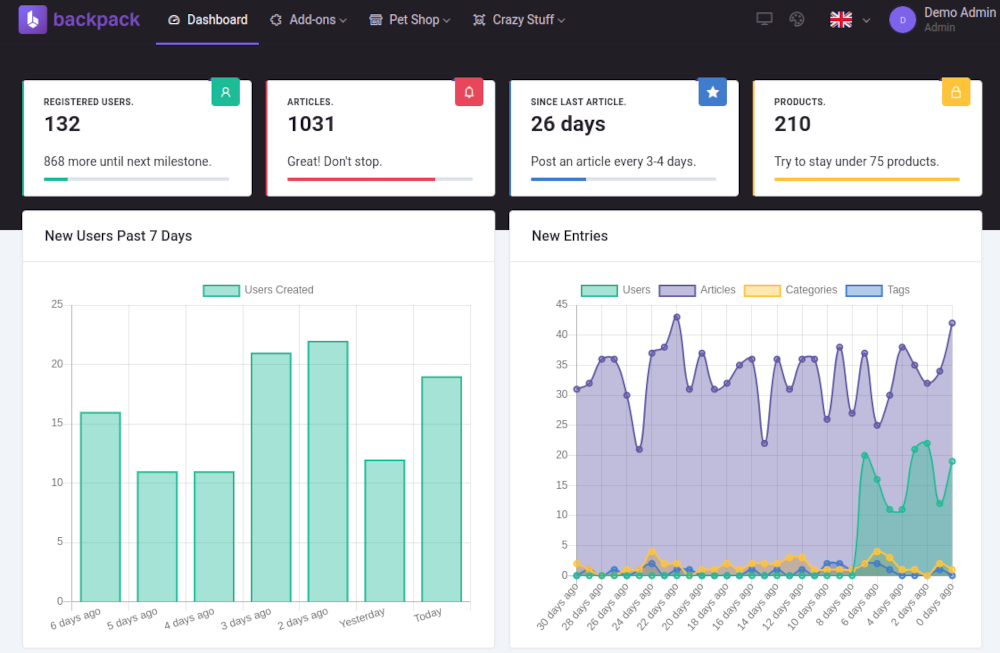 backpack
Dashboard
Add-ons
Pet Shop
Crazy Stuff
D
Demo Admin
Admin
REGISTERED USERS.
132
868 more until next milestone.
ARTICLES.
1031
Great! Don't stop.
SINCE LAST ARTICLE.
26 days
Post an article every 3-4 days.
PRODUCTS.
210
Try to stay under 75 products.
New Users Past 7 Days
Users Created
25
20
15
10
5
0
6 days ago
5 days ago
4 days ago
3 days ago
2 days ago
Yesterday
Today
New Entries
Users
Articles
Categories
Tags
45
40
35
30
25
20
15
10
5
0
30 days ago
28 days ago
26 days ago
24 days ago
22 days ago
20 days ago
18 days ago
16 days ago
14 days ago
12 days ago
10 days ago
8 days ago
6 days ago
4 days ago
2 days ago
0 days ago